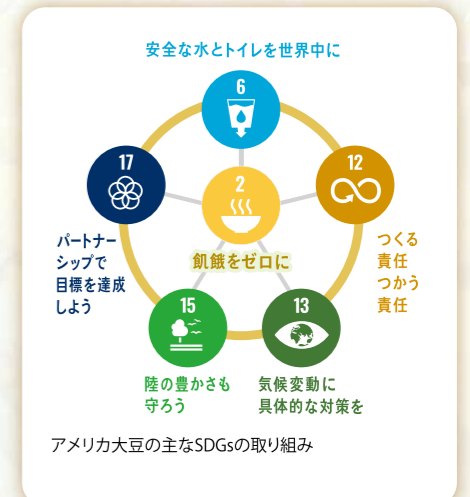 安全な水とトイレを世界中に
6
17
12
2
パートナー
シップで
目標を達成
しよう
飢餓をゼロに
つくる
責任
つかう
責任
15
13
陸の豊かさも
守ろう
気候変動に
具体的な対策を
アメリカ大豆の主なSDGsの取り組み